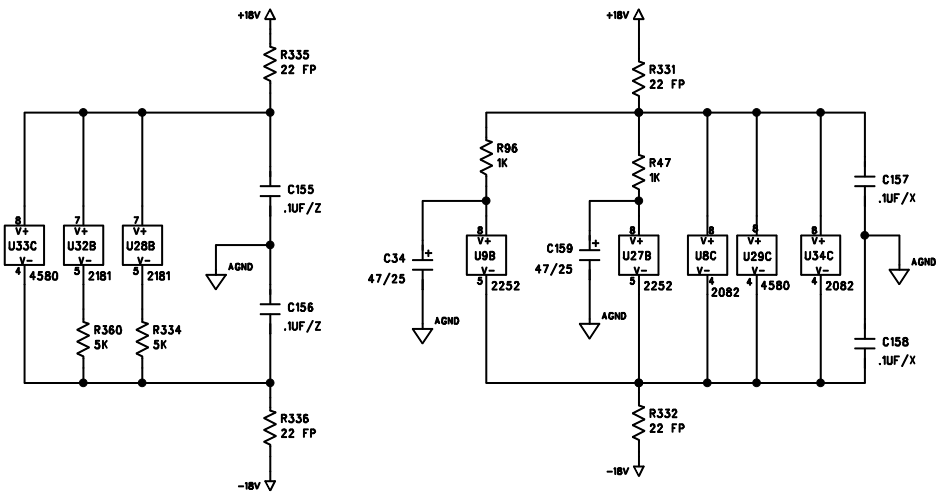 +18V
R335
22 FP
C155
.1UF/Z
8
V+
U33C
V-
4
4580
7
V+
U32B
V-
5
2181
7
V+
U28B
V-
5
2181
AGND
C156
.1UF/Z
R360
5K
R334
5K
R336
22 FP
-18V
+18V
R331
22 FP
R96
1K
R47
1K
C157
.1UF/X
C34
47/25
+
AGND
8
V+
U9B
V-
5
2252
C159
47/25
+
AGND
8
V+
U27B
V-
5
2252
8
V+
U8C
V-
4
2082
8
V+
U29C
V-
4
4580
8
V+
U34C
V-
4
2082
AGND
C158
.1UF/X
R332
22 FP
-18V